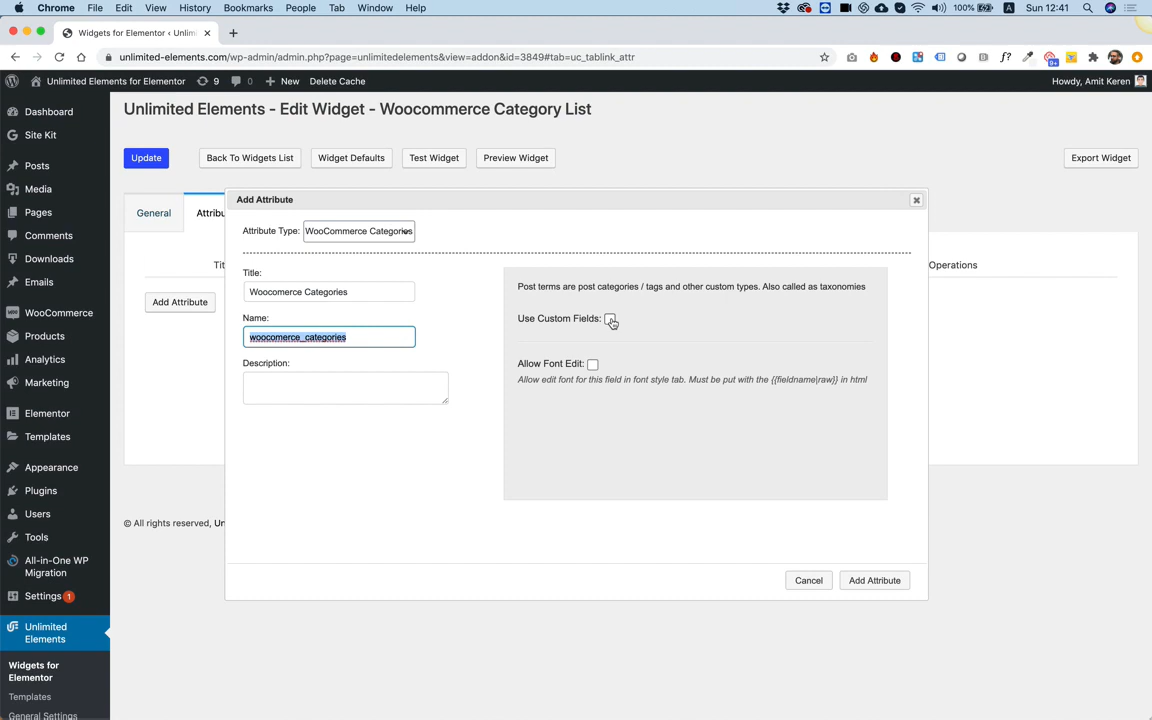 Chrome File Edit View History Bookmarks People Tab Window Help 100% A Sun 12:41
Widgets for Elementor ‹ Unlim
unlimited-elements.com/wp-admin/admin.php?page=unlimitedelements&view=addon&id=3849#tab=uc_tablink_attr
Unlimited Elements for Elementor 9 0 New Delete Cache Howdy, Amit Keren
Unlimited Elements - Edit Widget - Woocommerce Category List
Update Back To Widgets List Widget Defaults Test Widget Preview Widget Export Widget
Dashboard
Site Kit
Posts
Media
Pages
Comments
Downloads
Emails
WooCommerce
Products
Analytics
Marketing
Elementor
Templates
Appearance
Plugins
Users
Tools
All-in-One WP
Migration
Settings 1
Unlimited
Elements
Widgets for
Elementor
Templates
General Settings
General Attribu
Tit
Operations
Add Attribute
© All rights reserved, Un
Add Attribute
Attribute Type: WooCommerce Categories
Title:
Woocomerce Categories
Name:
woocomerce_categories
Description:
Post terms are post categories / tags and other custom types. Also called as taxonomies
Use Custom Fields:
Allow Font Edit:
Allow edit font for this field in font style tab. Must be put with the {{fieldname|raw}} in html
Cancel Add Attribute